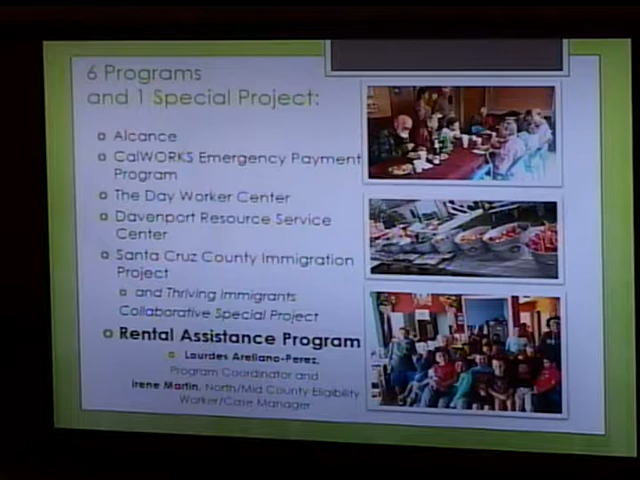 6 Programs
and 1 Special Project:
Alcance
CalWORKS Emergency Payment
Program
The Day Worker Center
Davenport Resource Service
Center
Santa Cruz County Immigration
Project
and Thriving Immigrants
Collaborative Special Project
Rental Assistance Program
Lourdes Arellano-Perez,
Program Coordinator and
Irene Martin, North/Mid County Eligibility
Worker/Case Manager